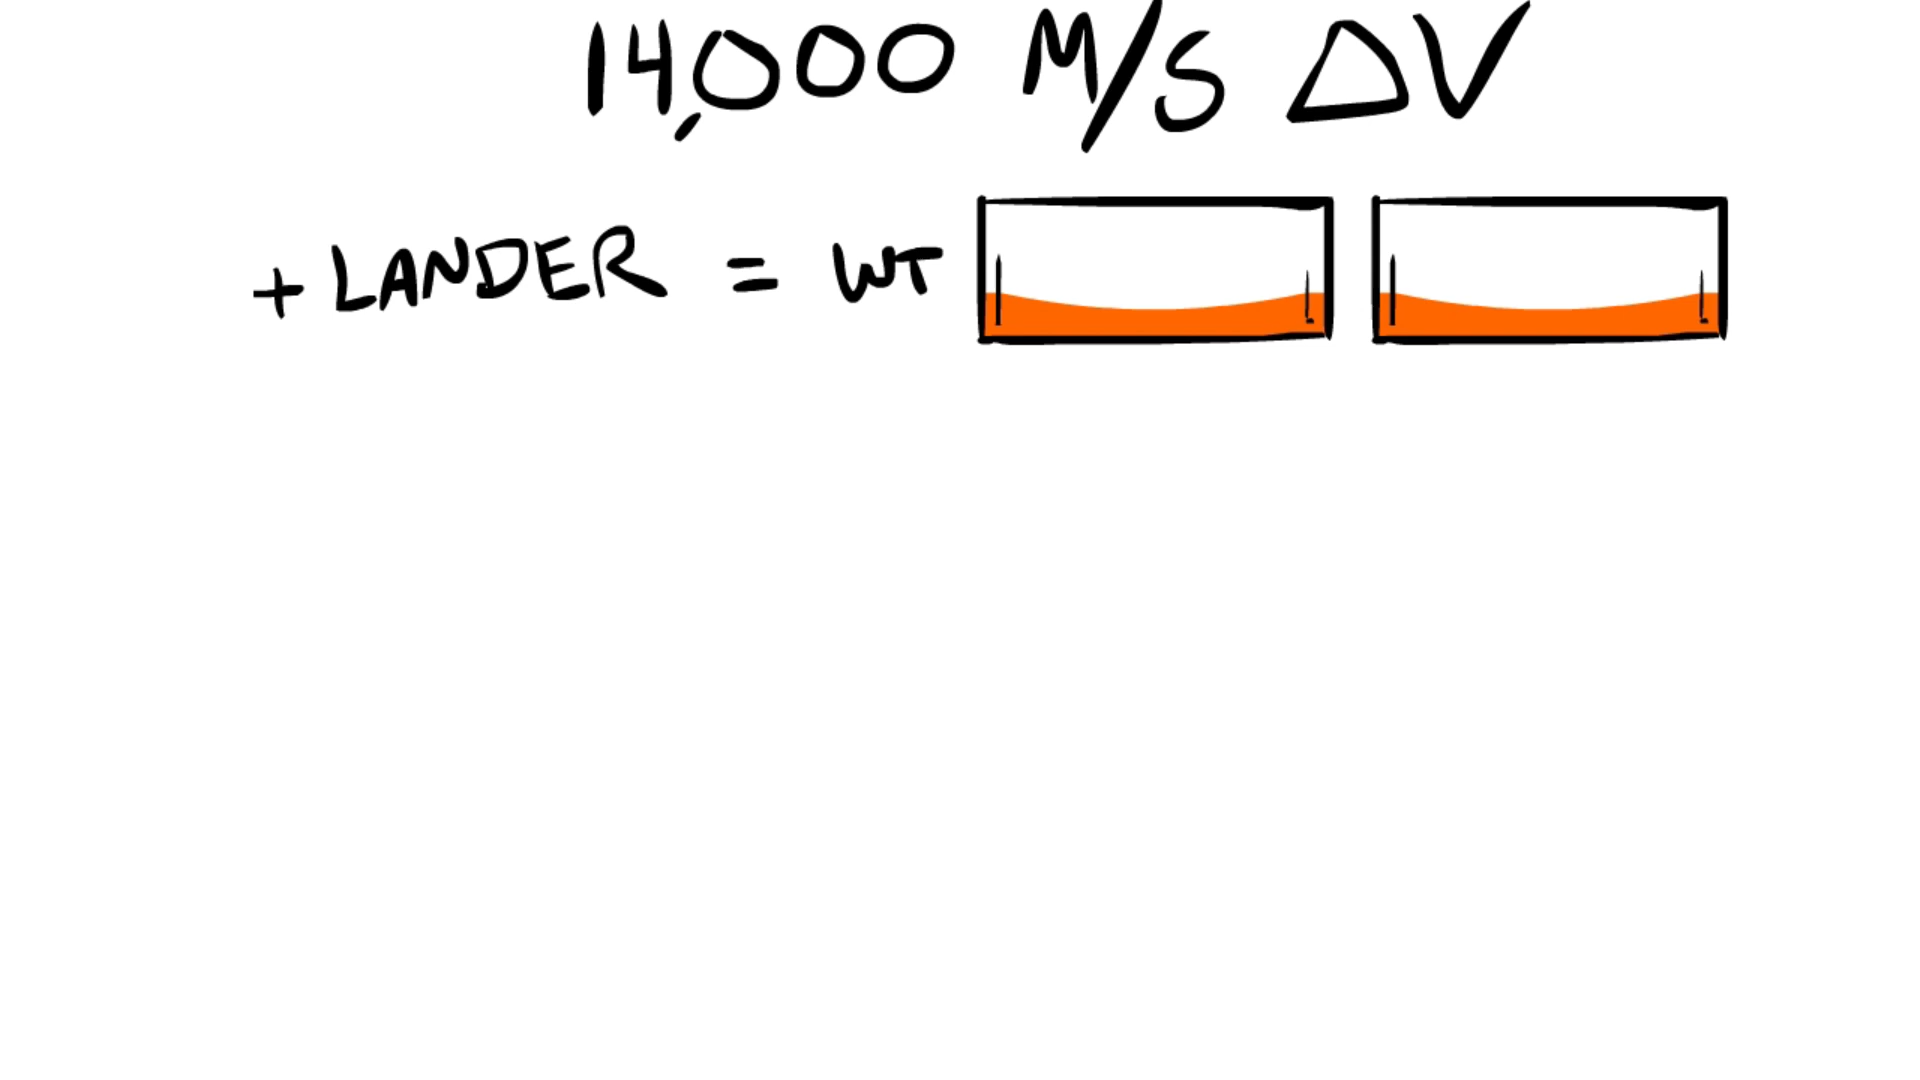 14,000 M/S ΔV
+ LANDER = WT